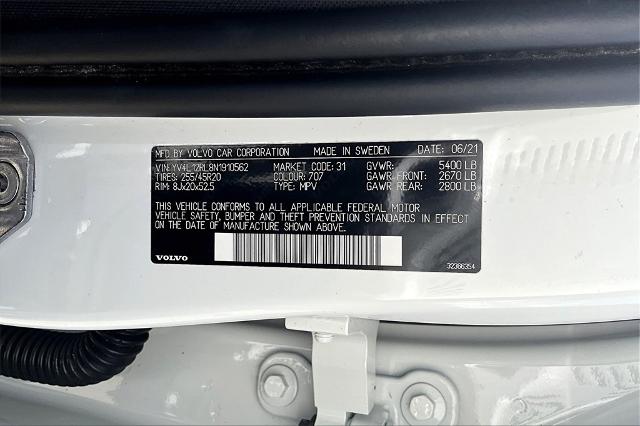 MFD BY VOLVO CAR CORPORATION MADE IN SWEDEN DATE: 06/21
VIN: YV4L12RL8N1910562 MARKET CODE: 31 GVWR: 5400 LB
TIRES: 255/45R20 COLOUR: 707 GAWR FRONT: 2670 LB
RIM: 8Jx20x52.5 TYPE: MPV GAWR REAR: 2800 LB
THIS VEHICLE CONFORMS TO ALL APPLICABLE FEDERAL MOTOR
VEHICLE SAFETY, BUMPER AND THEFT PREVENTION STANDARDS IN EFFECT
ON THE DATE OF MANUFACTURE SHOWN ABOVE.
VOLVO 32366354